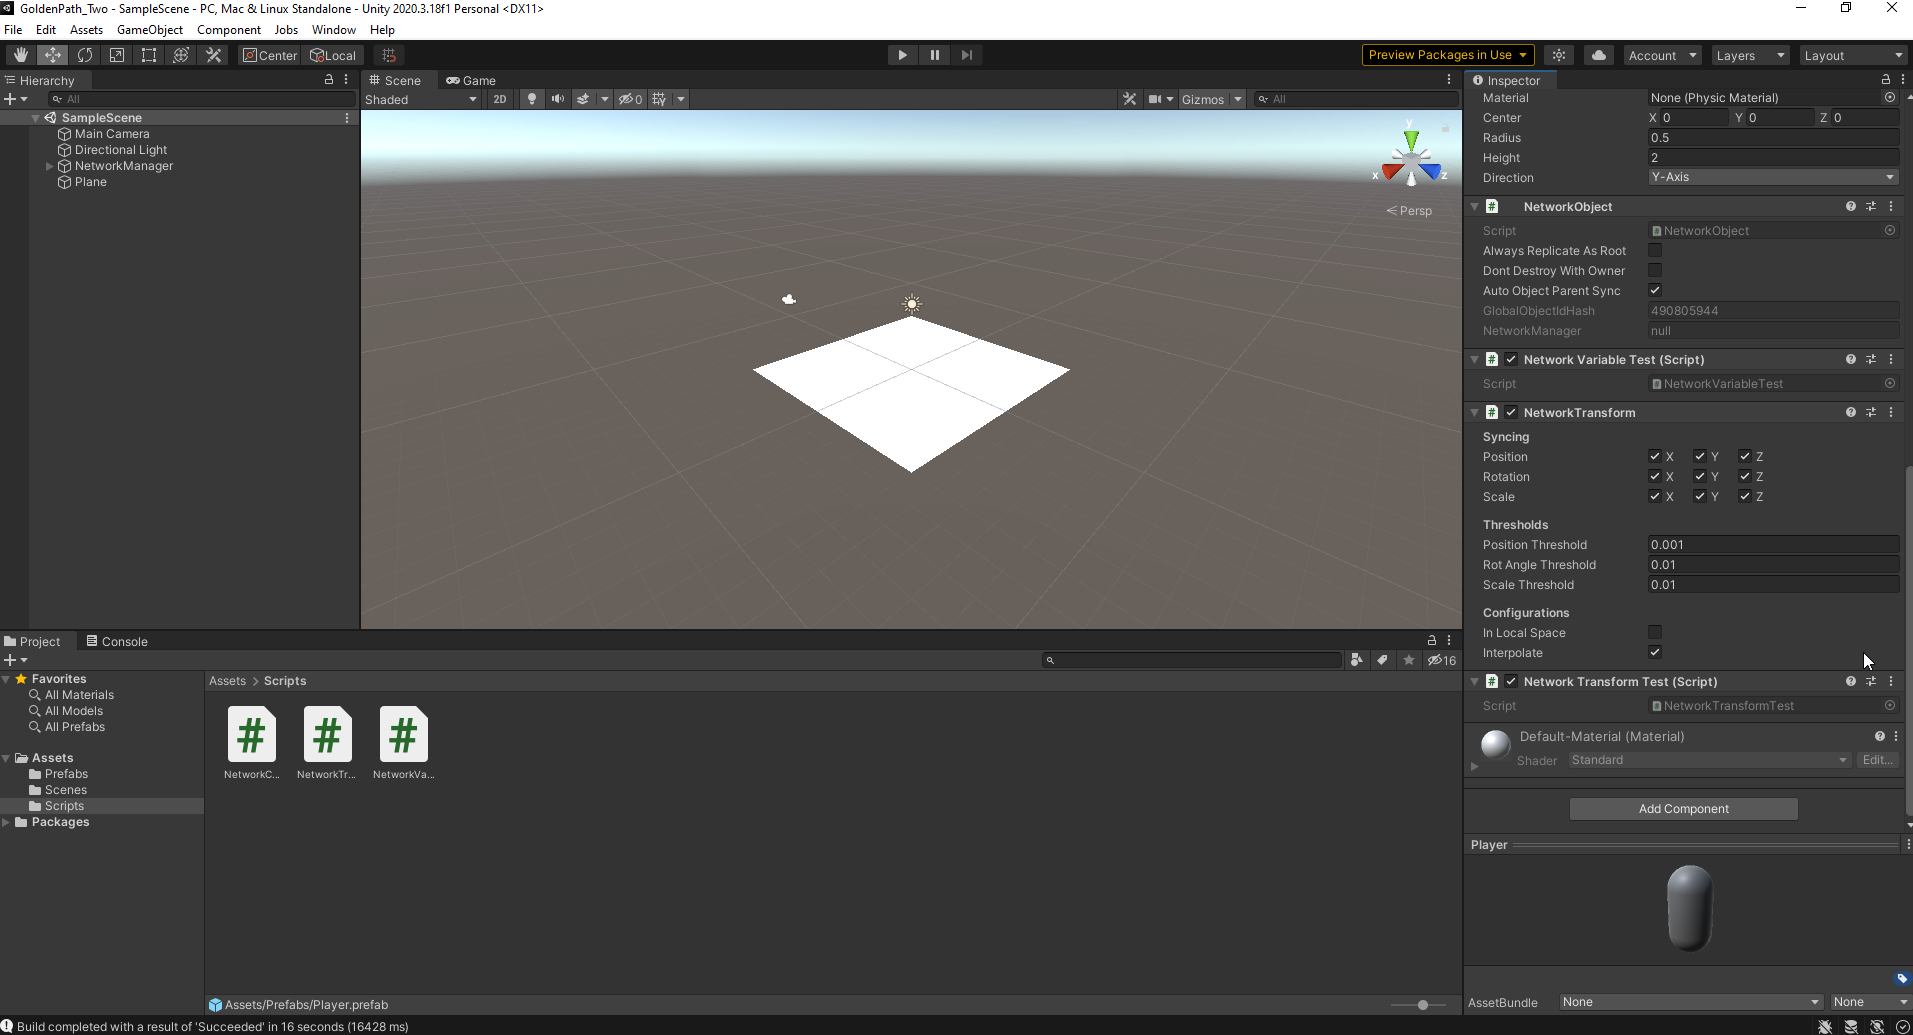 GoldenPath_Two - SampleScene - PC, Mac & Linux Standalone - Unity 2020.3.18f1 Personal <DX11>
File Edit Assets GameObject Component Jobs Window Help
Center Local
Preview Packages in Use
Account
Layers
Layout
Hierarchy
All
SampleScene
Main Camera
Directional Light
NetworkManager
Plane
Scene
Game
Shaded
2D
0
Gizmos
All
y
x
z
Persp
Inspector
Material None (Physic Material)
Center X 0 Y 0 Z 0
Radius 0.5
Height 2
Direction Y-Axis
# NetworkObject
Script NetworkObject
Always Replicate As Root
Dont Destroy With Owner
Auto Object Parent Sync
GlobalObjectIdHash 490805944
NetworkManager null
# Network Variable Test (Script)
Script NetworkVariableTest
# NetworkTransform
Syncing
Position X Y Z
Rotation X Y Z
Scale X Y Z
Thresholds
Position Threshold 0.001
Rot Angle Threshold 0.01
Scale Threshold 0.01
Configurations
In Local Space
Interpolate
# Network Transform Test (Script)
Script NetworkTransformTest
Default-Material (Material)
Shader Standard Edit...
Add Component
Player
AssetBundle None None
Project
Console
16
Favorites
All Materials
All Models
All Prefabs
Assets
Prefabs
Scenes
Scripts
Packages
Assets > Scripts
# # #
NetworkC... NetworkTr... NetworkVa...
Assets/Prefabs/Player.prefab
Build completed with a result of 'Succeeded' in 16 seconds (16428 ms)